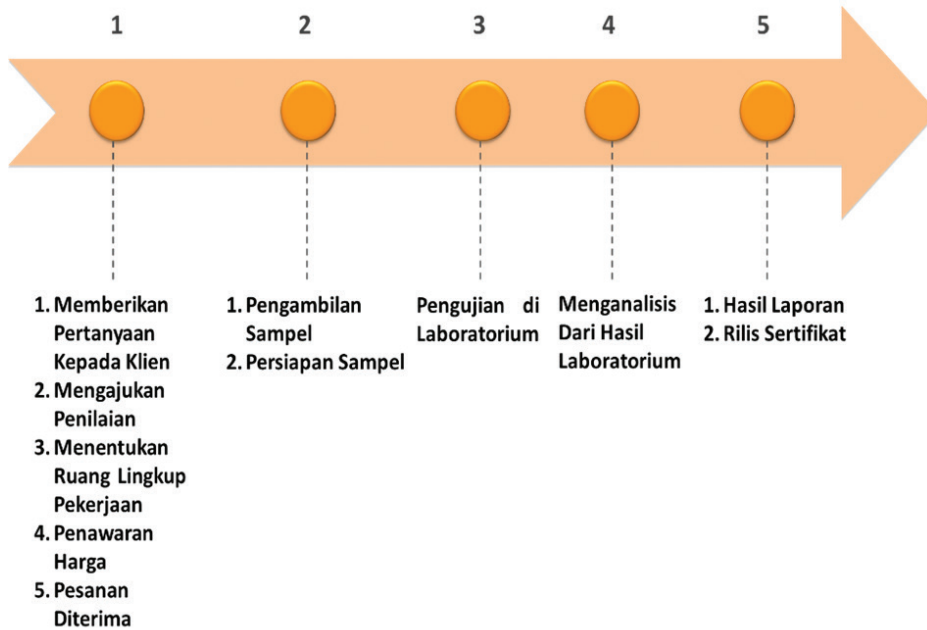 1
2
3
4
5
1. Memberikan
Pertanyaan
Kepada Klien
2. Mengajukan
Penilaian
3. Menentukan
Ruang Lingkup
Pekerjaan
4. Penawaran
Harga
5. Pesanan
Diterima
1. Pengambilan
Sampel
2. Persiapan Sampel
Pengujian di
Laboratorium
Menganalisis
Dari Hasil
Laboratorium
1. Hasil Laporan
2. Rilis Sertifikat